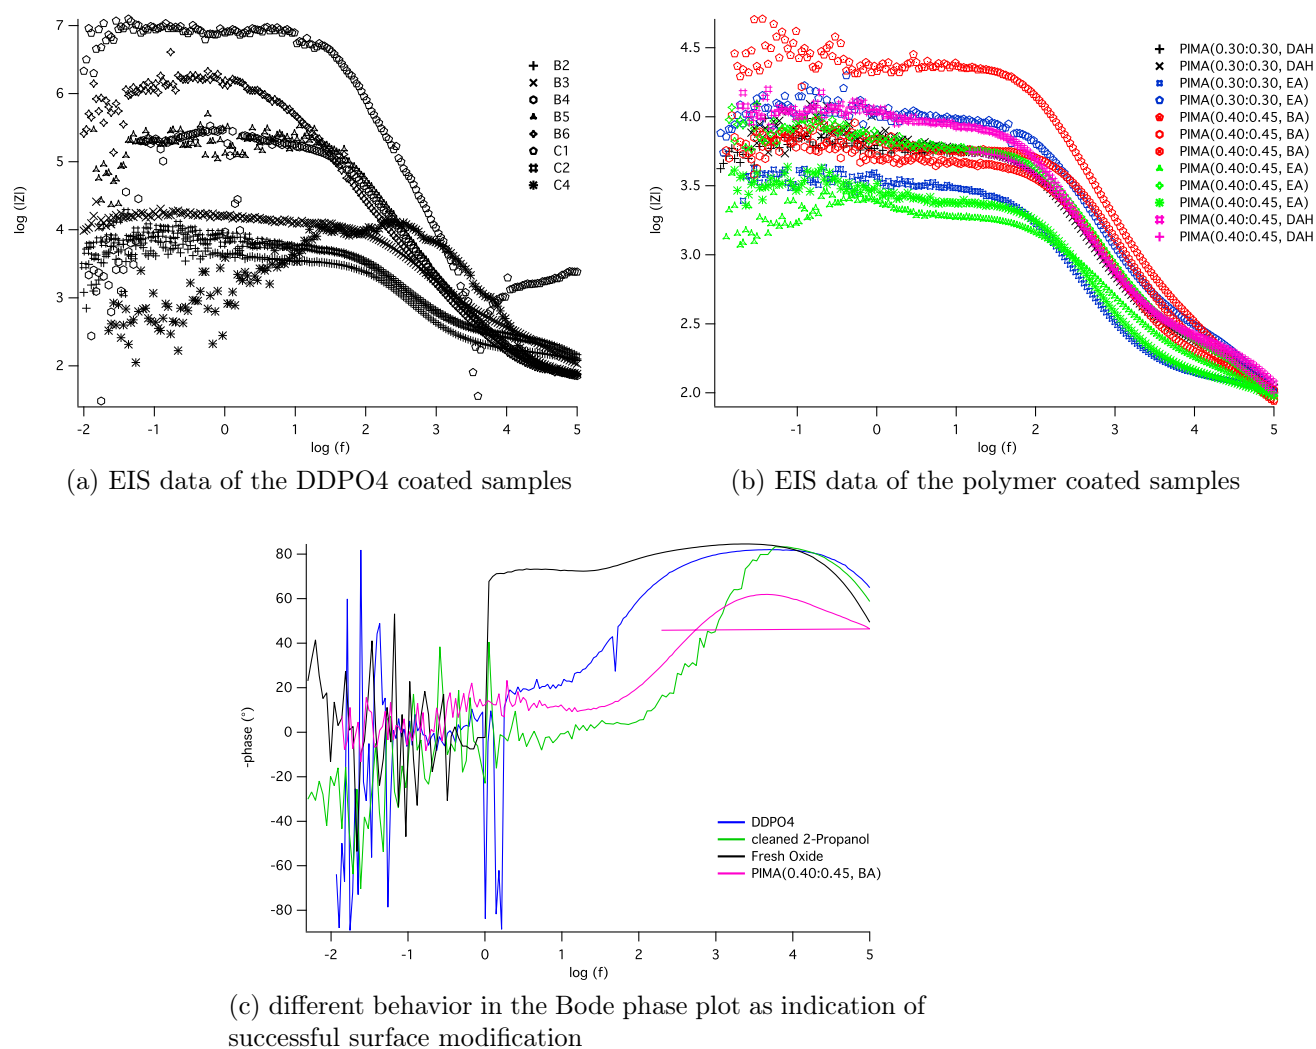 7
6
5
4
3
2
log (|Z|)
-2 -1 0 1 2 3 4 5
log (f)
B2
B3
B4
B5
B6
C1
C2
C4
4.5
4.0
3.5
3.0
2.5
2.0
log (|Z|)
-1 0 1 2 3 4 5
log (f)
PIMA(0.30:0.30, DAH
PIMA(0.30:0.30, DAH
PIMA(0.30:0.30, EA)
PIMA(0.30:0.30, EA)
PIMA(0.40:0.45, BA)
PIMA(0.40:0.45, BA)
PIMA(0.40:0.45, BA)
PIMA(0.40:0.45, EA)
PIMA(0.40:0.45, EA)
PIMA(0.40:0.45, EA)
PIMA(0.40:0.45, DAH
PIMA(0.40:0.45, DAH
(a) EIS data of the DDPO4 coated samples
(b) EIS data of the polymer coated samples
80
60
40
20
0
-20
-40
-60
-80
-phase (°)
-2 -1 0 1 2 3 4 5
log (f)
DDPO4
cleaned 2-Propanol
Fresh Oxide
PIMA(0.40:0.45, BA)
(c) different behavior in the Bode phase plot as indication of
successful surface modification